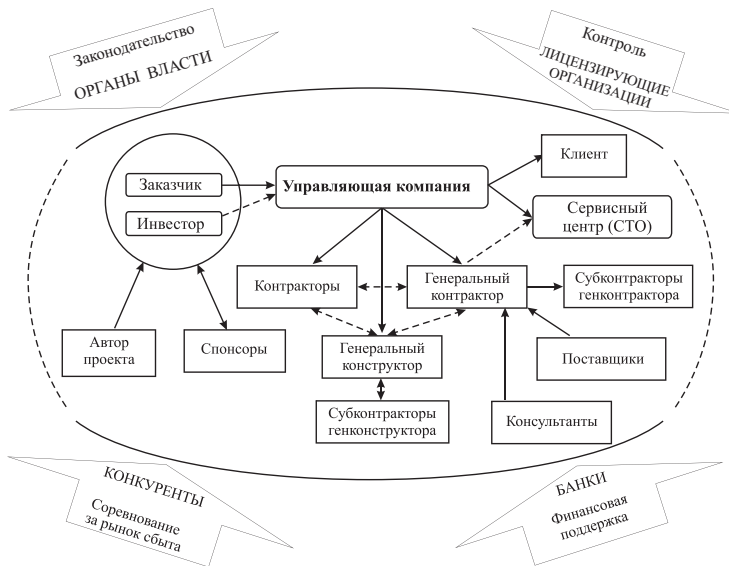 Законодательство
ОРГАНЫ ВЛАСТИ
Контроль
ЛИЦЕНЗИРУЮЩИЕ
ОРГАНИЗАЦИИ
Клиент
Заказчик
Управляющая компания
Инвестор
Сервисный
центр (СТО)
Контракторы
Генеральный
контрактор
Субконтракторы
генконтрактора
Автор
проекта
Спонсоры
Генеральный
конструктор
Поставщики
Субконтракторы
генконструктора
Консультанты
КОНКУРЕНТЫ
Соревнование
за рынок сбыта
БАНКИ
Финансовая
поддержка